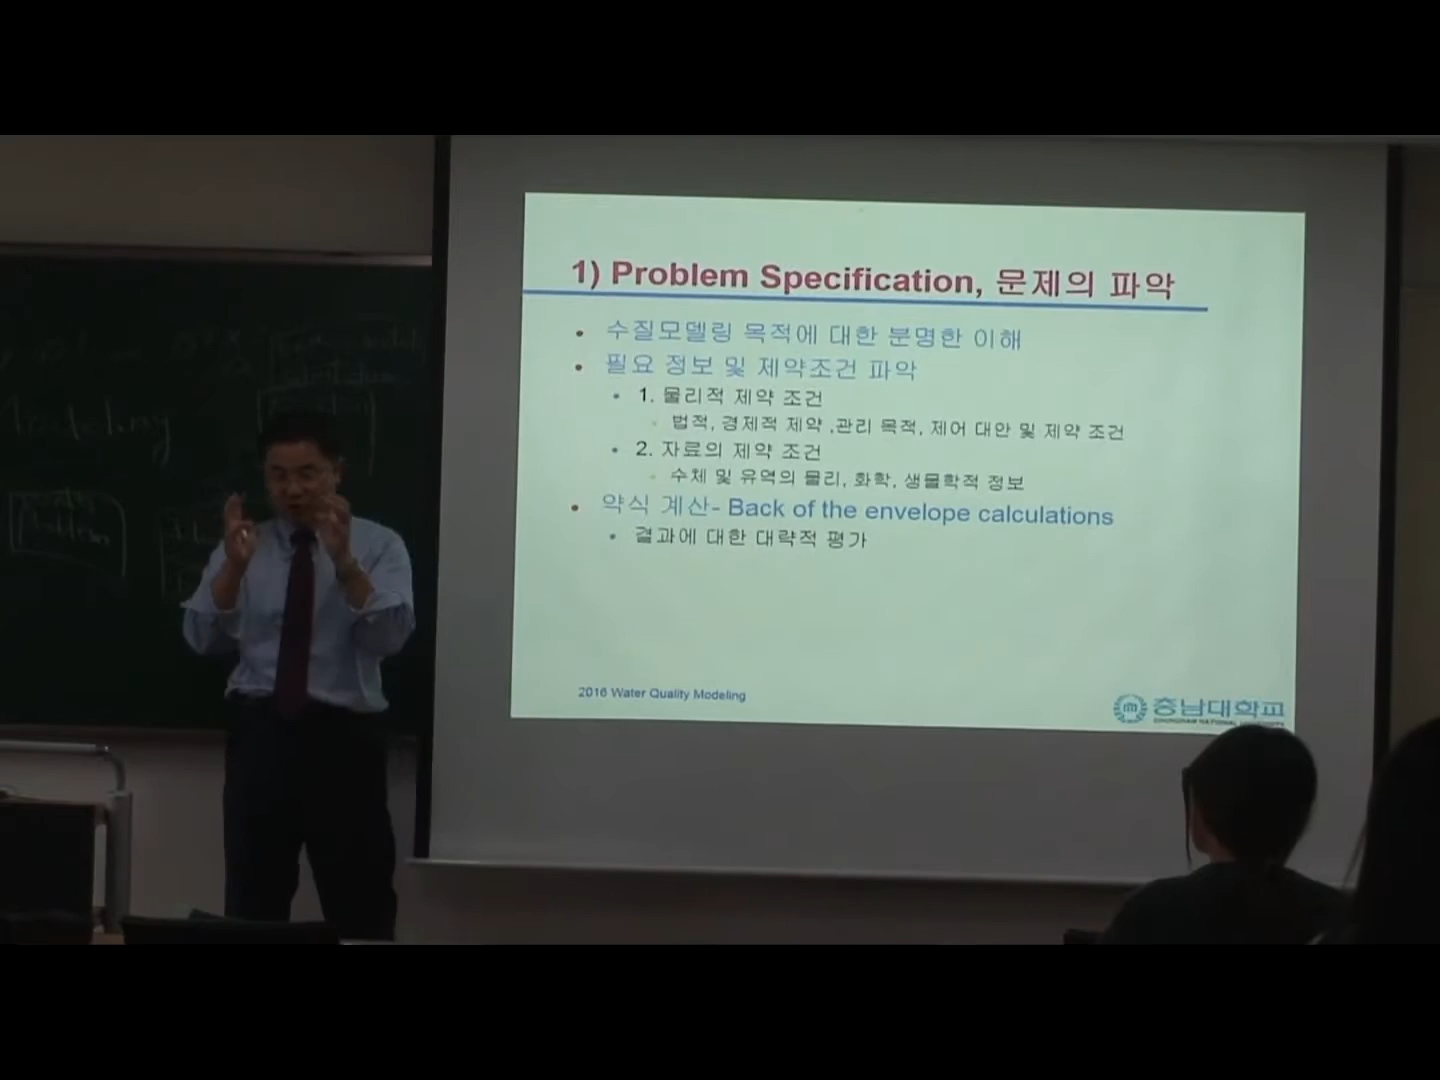 1) Problem Specification, 문제의 파악
• 수질모델링 목적에 대한 분명한 이해
• 필요 정보 및 제약조건 파악
• 1. 물리적 제약 조건
법적, 경제적 제약 ,관리 목적, 제어 대안 및 제약 조건
• 2. 자료의 제약 조건
수체 및 유역의 물리, 화학, 생물학적 정보
• 약식 계산- Back of the envelope calculations
• 결과에 대한 대략적 평가
2016 Water Quality Modeling
충남대학교
CHUNGNAM NATIONAL UNIVERSITY